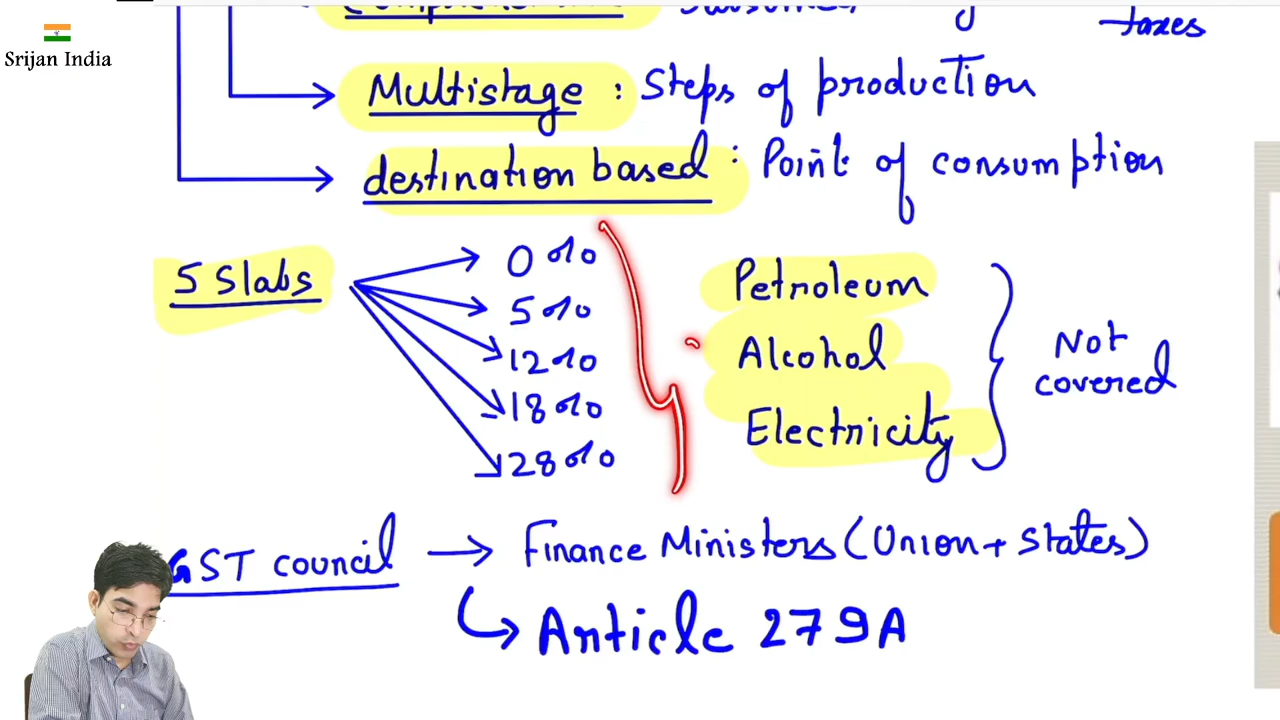 Srijan India
taxes
Multistage : Steps of production
destination based : Point of consumption
5 Slabs
0%
5%
12%
18%
28%
Petroleum
Alcohol
Electricity
Not
covered
GST council → Finance Ministers (Union + States)
↳ Article 279A